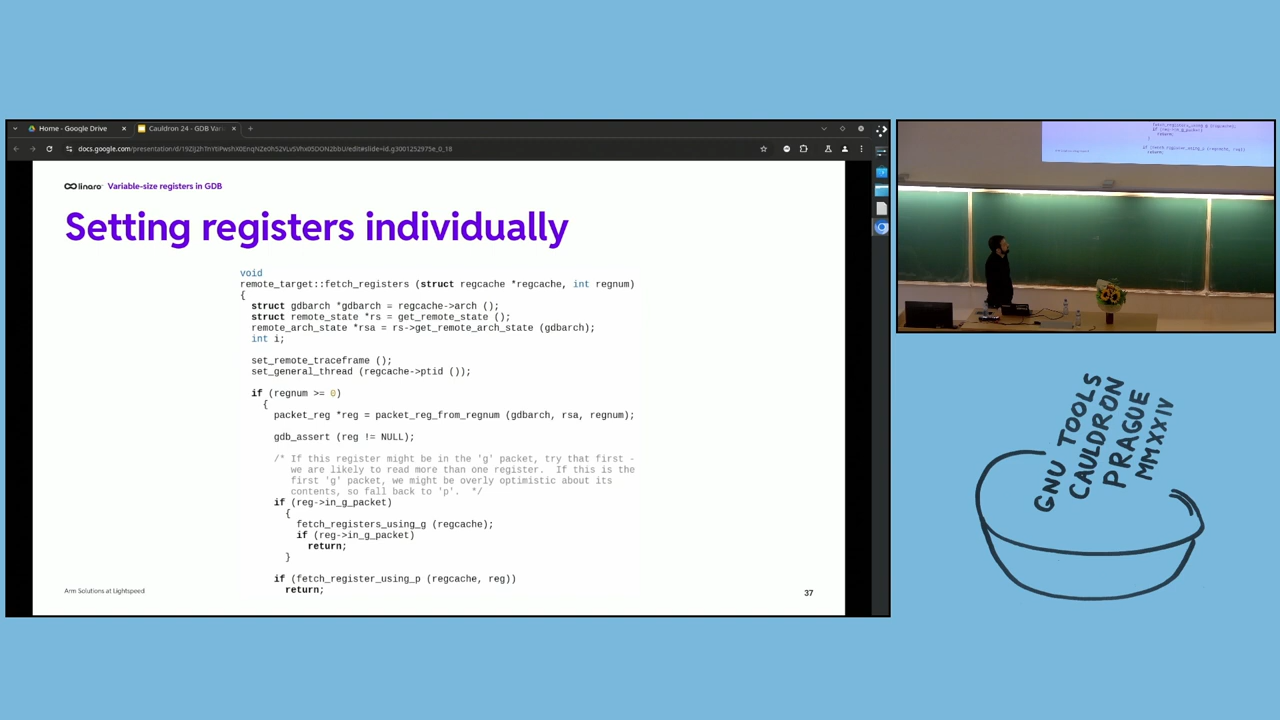 Home - Google Drive
Cauldron 24 - GDB Var
linaro
Variable-size registers in GDB
Setting registers individually
void
remote_target::fetch_registers (struct regcache *regcache, int regnum)
{
struct gdbarch *gdbarch = regcache->arch ();
struct remote_state *rs = get_remote_state ();
remote_arch_state *rsa = rs->get_remote_arch_state (gdbarch);
int i;
set_remote_traceframe ();
set_general_thread (regcache->ptid ());
if (regnum >= 0)
{
packet_reg *reg = packet_reg_from_regnum (gdbarch, rsa, regnum);
gdb_assert (reg != NULL);
/* If this register might be in the 'g' packet, try that first -
we are likely to read more than one register.  If this is the
first 'g' packet, we might be overly optimistic about its
contents, so fall back to 'p'.  */
if (reg->in_g_packet)
{
fetch_registers_using_g (regcache);
if (reg->in_g_packet)
return;
}
if (fetch_register_using_p (regcache, reg))
return;
Arm Solutions at Lightspeed
37
GNU TOOLS
CAULDRON
PRAGUE
MMXXIV